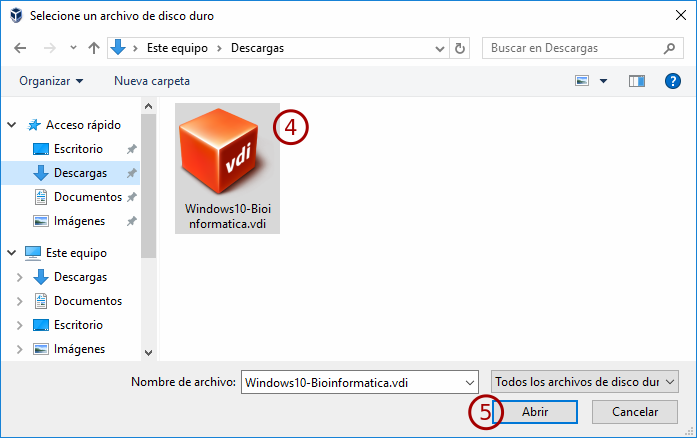 Selecione un archivo de disco duro
Este equipo > Descargas
Buscar en Descargas
Organizar
Nueva carpeta
?
Acceso rápido
Escritorio
Descargas
Documentos
Imágenes
Este equipo
Descargas
Documentos
Escritorio
Imágenes
vdi
Windows10-Bioi
nformatica.vdi
4
Nombre de archivo:
Windows10-Bioinformatica.vdi
Todos los archivos de disco dur
5
Abrir
Cancelar